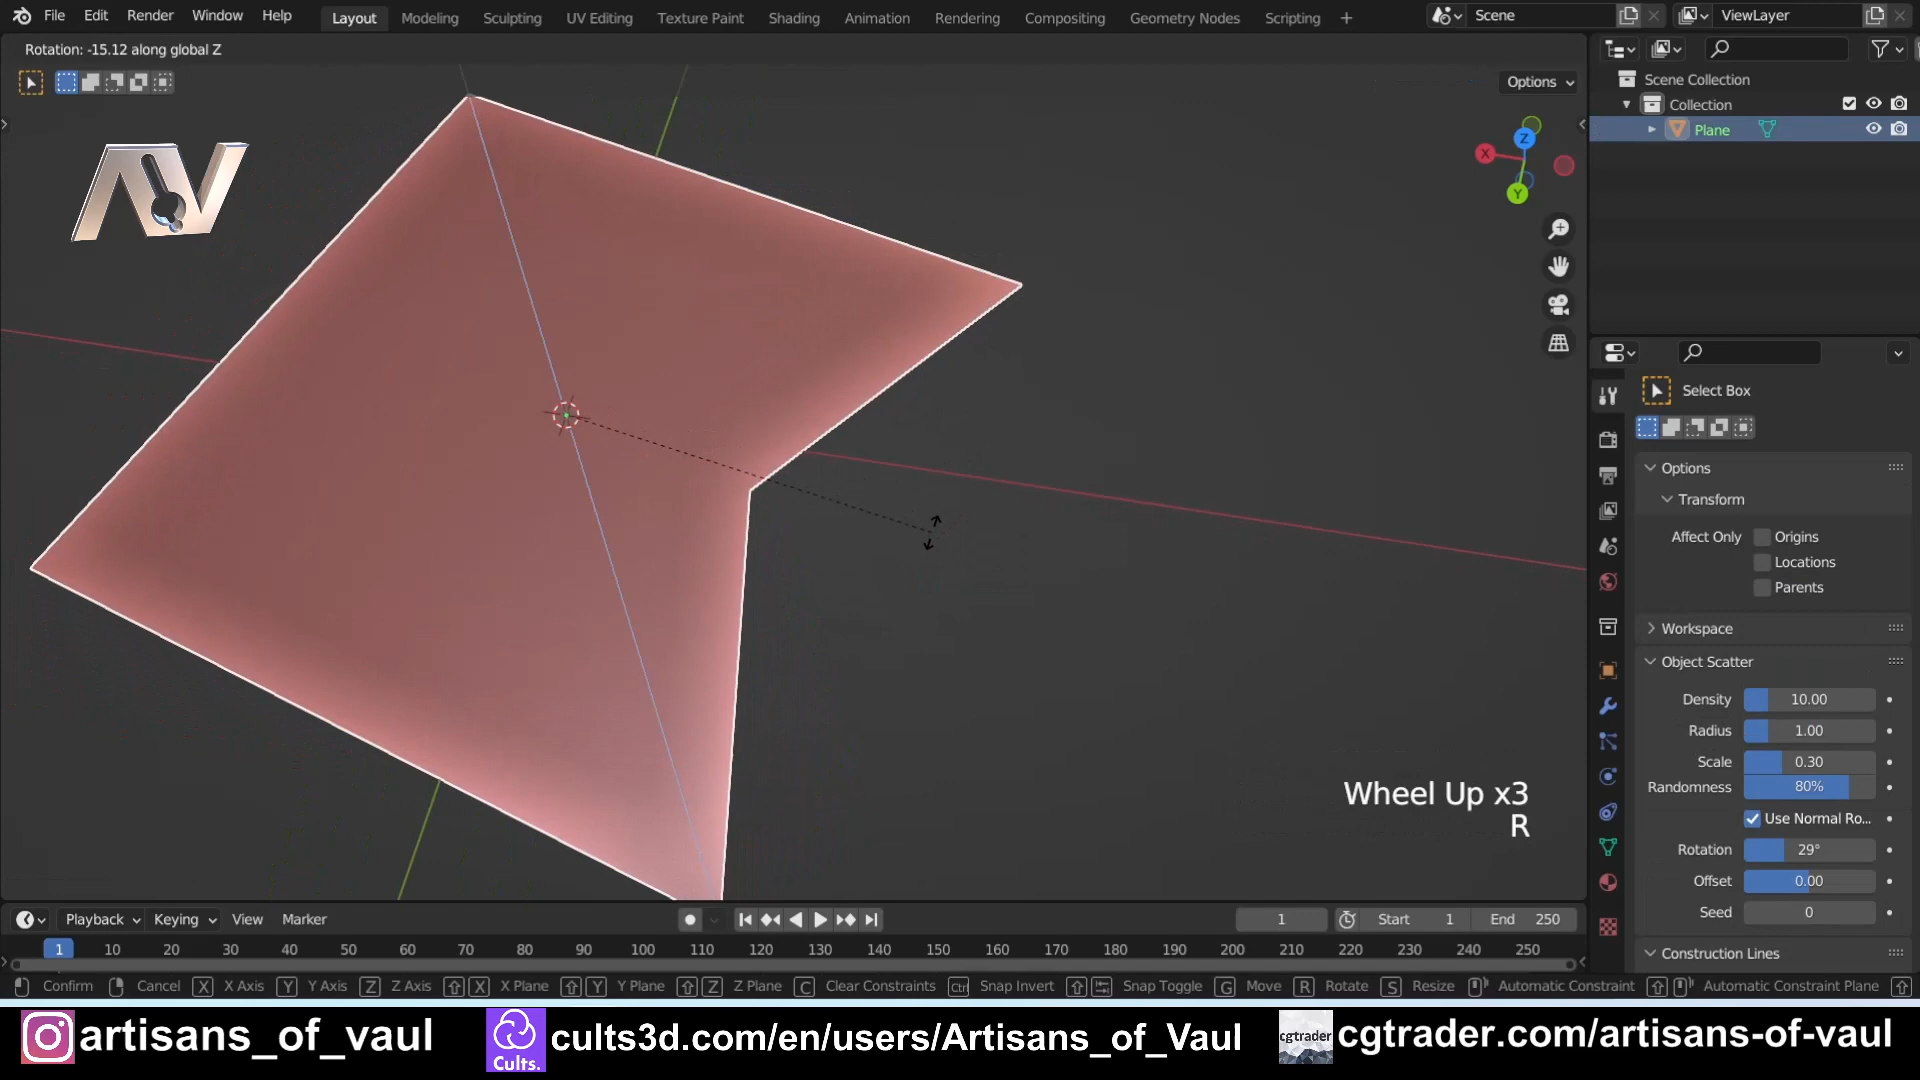 File Edit Render Window Help Layout Modeling Sculpting UV Editing Texture Paint Shading Animation Rendering Compositing Geometry Nodes Scripting + Scene ViewLayer
Rotation: -15.12 along global Z
Options
Scene Collection
Collection
Plane
Z
X
Y
Select Box
Options
Transform
Affect Only Origins
Locations
Parents
Workspace
Object Scatter
Density 10.00
Radius 1.00
Scale 0.30
Randomness 80%
Use Normal Ro...
Rotation 29°
Offset 0.00
Seed 0
Construction Lines
Wheel Up x3
R
Playback Keying View Marker 1 Start 1 End 250
1 10 20 30 40 50 60 70 80 90 100 110 120 130 140 150 160 170 180 190 200 210 220 230 240 250
Confirm Cancel X X Axis Y Y Axis Z Z Axis X X Plane Y Y Plane Z Z Plane C Clear Constraints Ctrl Snap Invert Snap Toggle G Move R Rotate S Resize Automatic Constraint Automatic Constraint Plane
artisans_of_vaul Cults. cults3d.com/en/users/Artisans_of_Vaul cgtrader cgtrader.com/artisans-of-vaul